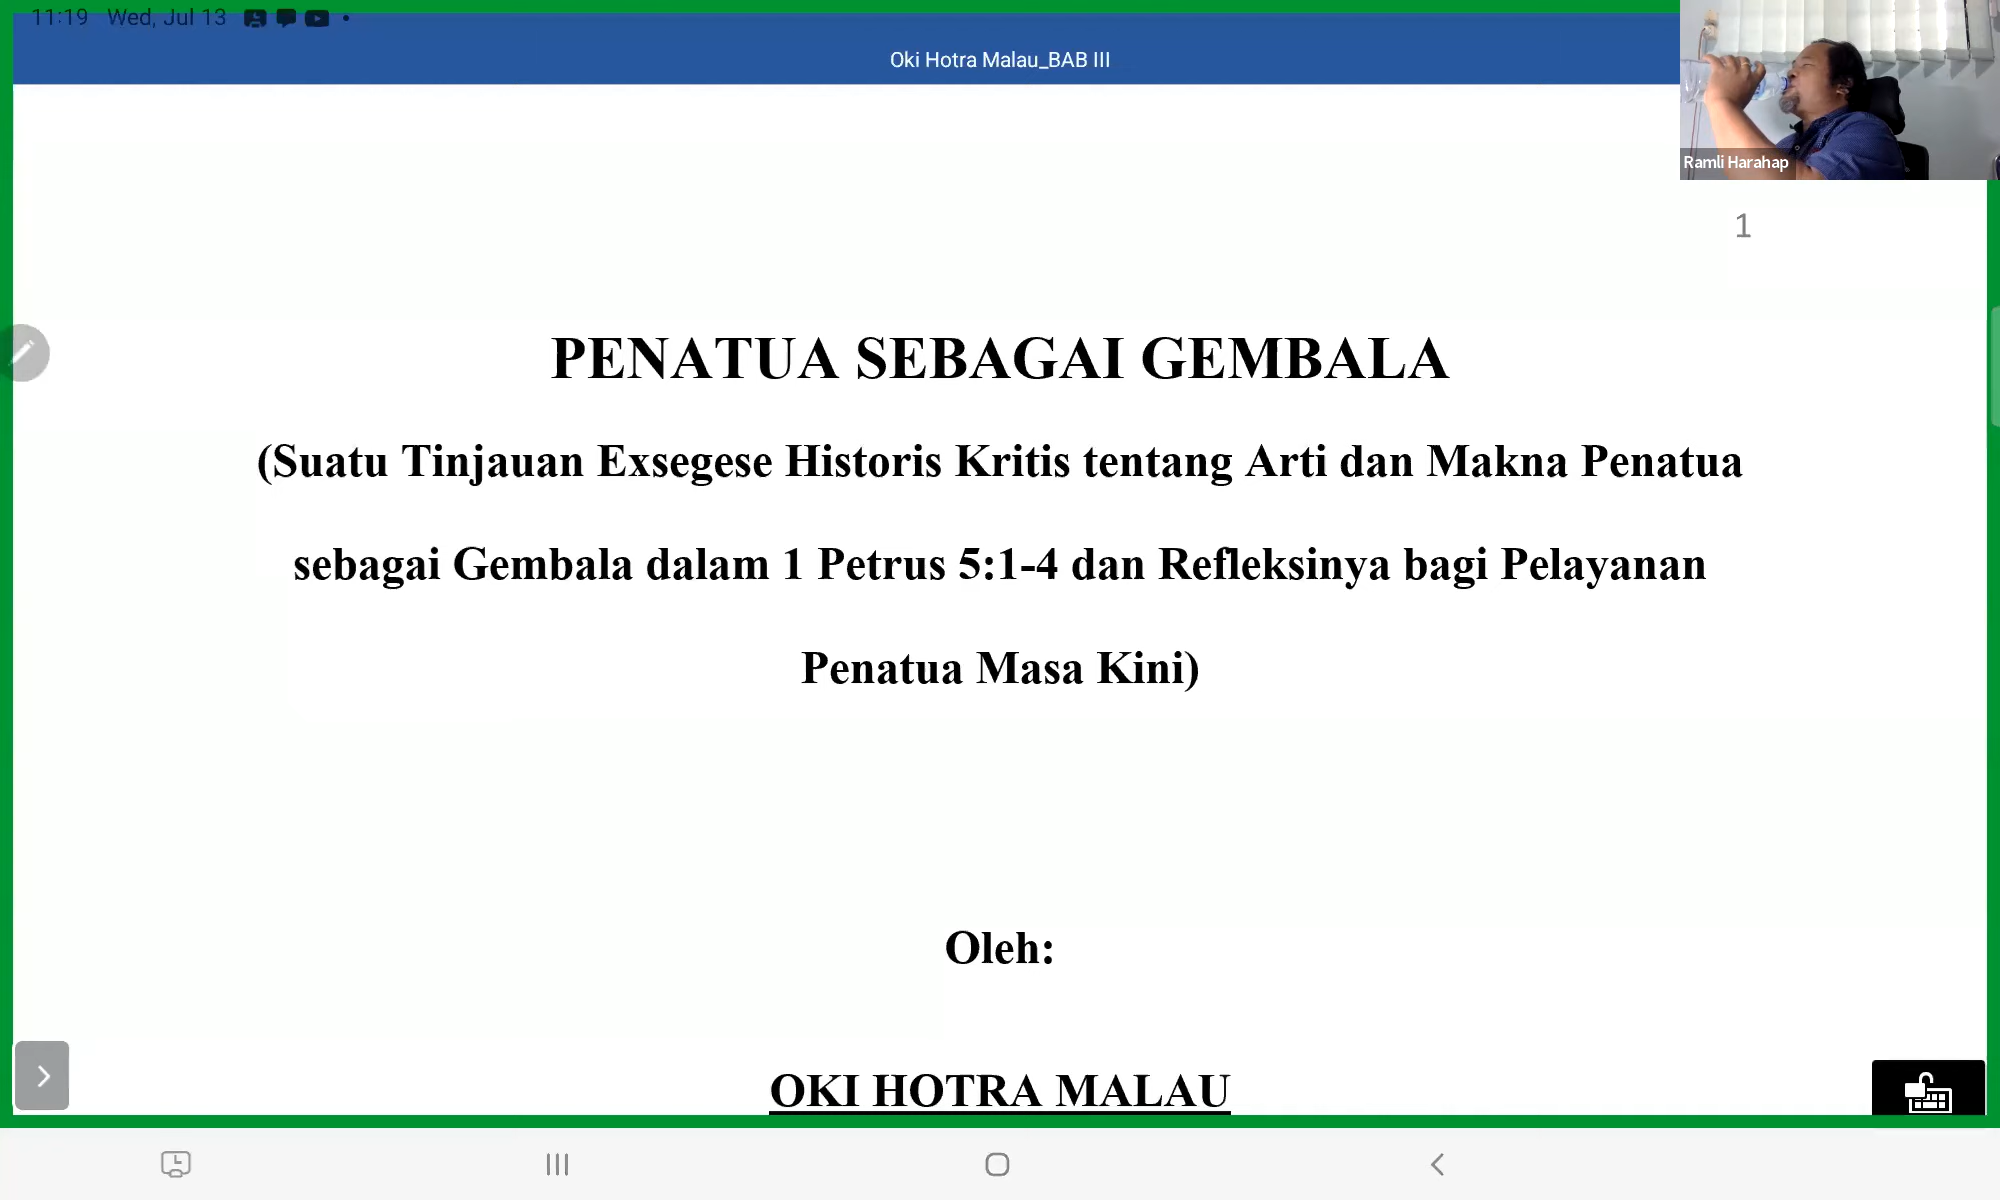 11:19 Wed, Jul 13
Oki Hotra Malau_BAB III
Ramli Harahap
1
PENATUA SEBAGAI GEMBALA
(Suatu Tinjauan Exsegese Historis Kritis tentang Arti dan Makna Penatua
sebagai Gembala dalam 1 Petrus 5:1-4 dan Refleksinya bagi Pelayanan
Penatua Masa Kini)
Oleh:
OKI HOTRA MALAU